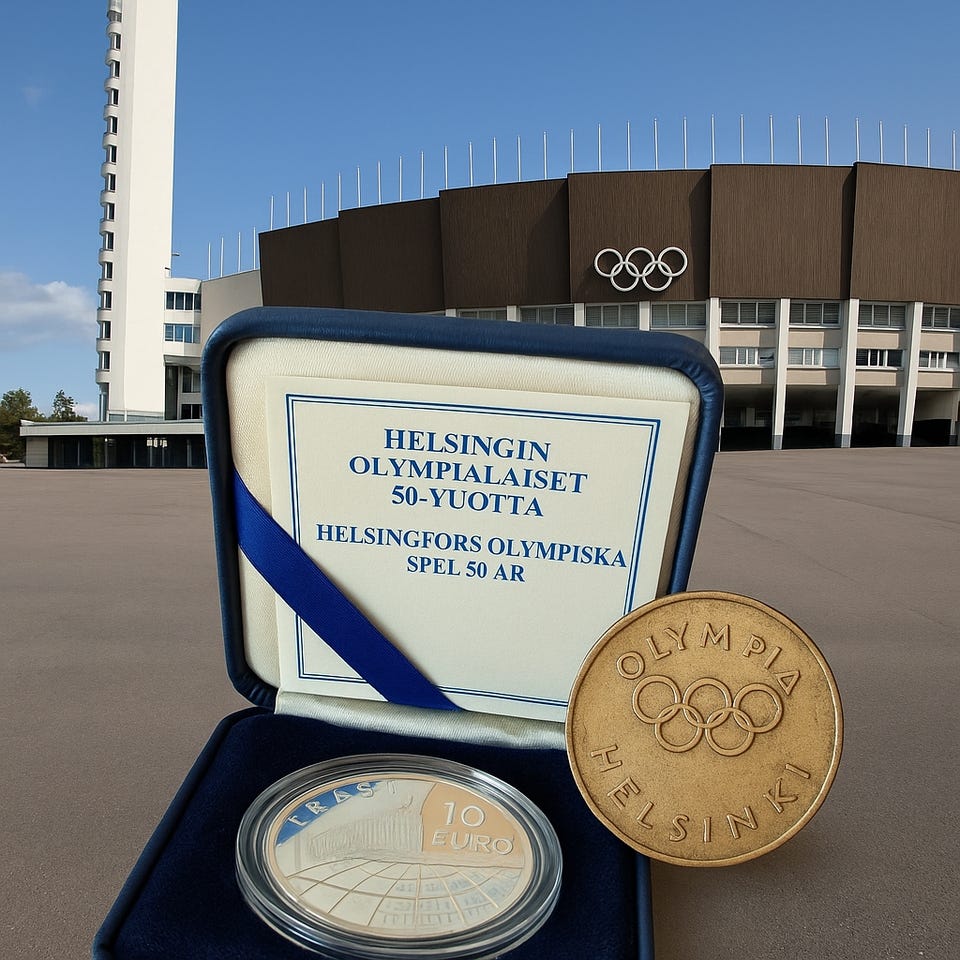 HELSINGIN
OLYMPIALAISET
50-YUOTTA
HELSINGFORS OLYMPISKA
SPEL 50 AR
OLYMPIA
HELSINKI
10
EURO